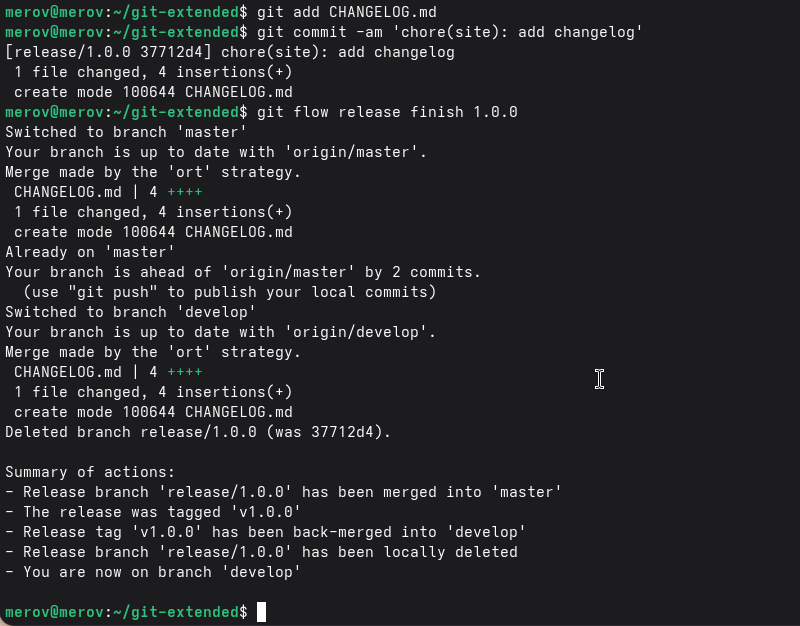 merov@merov:~/git-extended$ git add CHANGELOG.md
merov@merov:~/git-extended$ git commit -am 'chore(site): add changelog'
[release/1.0.0 37712d4] chore(site): add changelog
 1 file changed, 4 insertions(+)
 create mode 100644 CHANGELOG.md
merov@merov:~/git-extended$ git flow release finish 1.0.0
Switched to branch 'master'
Your branch is up to date with 'origin/master'.
Merge made by the 'ort' strategy.
 CHANGELOG.md | 4 ++++
 1 file changed, 4 insertions(+)
 create mode 100644 CHANGELOG.md
Already on 'master'
Your branch is ahead of 'origin/master' by 2 commits.
  (use "git push" to publish your local commits)
Switched to branch 'develop'
Your branch is up to date with 'origin/develop'.
Merge made by the 'ort' strategy.
 CHANGELOG.md | 4 ++++
 1 file changed, 4 insertions(+)
 create mode 100644 CHANGELOG.md
Deleted branch release/1.0.0 (was 37712d4).

Summary of actions:
- Release branch 'release/1.0.0' has been merged into 'master'
- The release was tagged 'v1.0.0'
- Release tag 'v1.0.0' has been back-merged into 'develop'
- Release branch 'release/1.0.0' has been locally deleted
- You are now on branch 'develop'

merov@merov:~/git-extended$